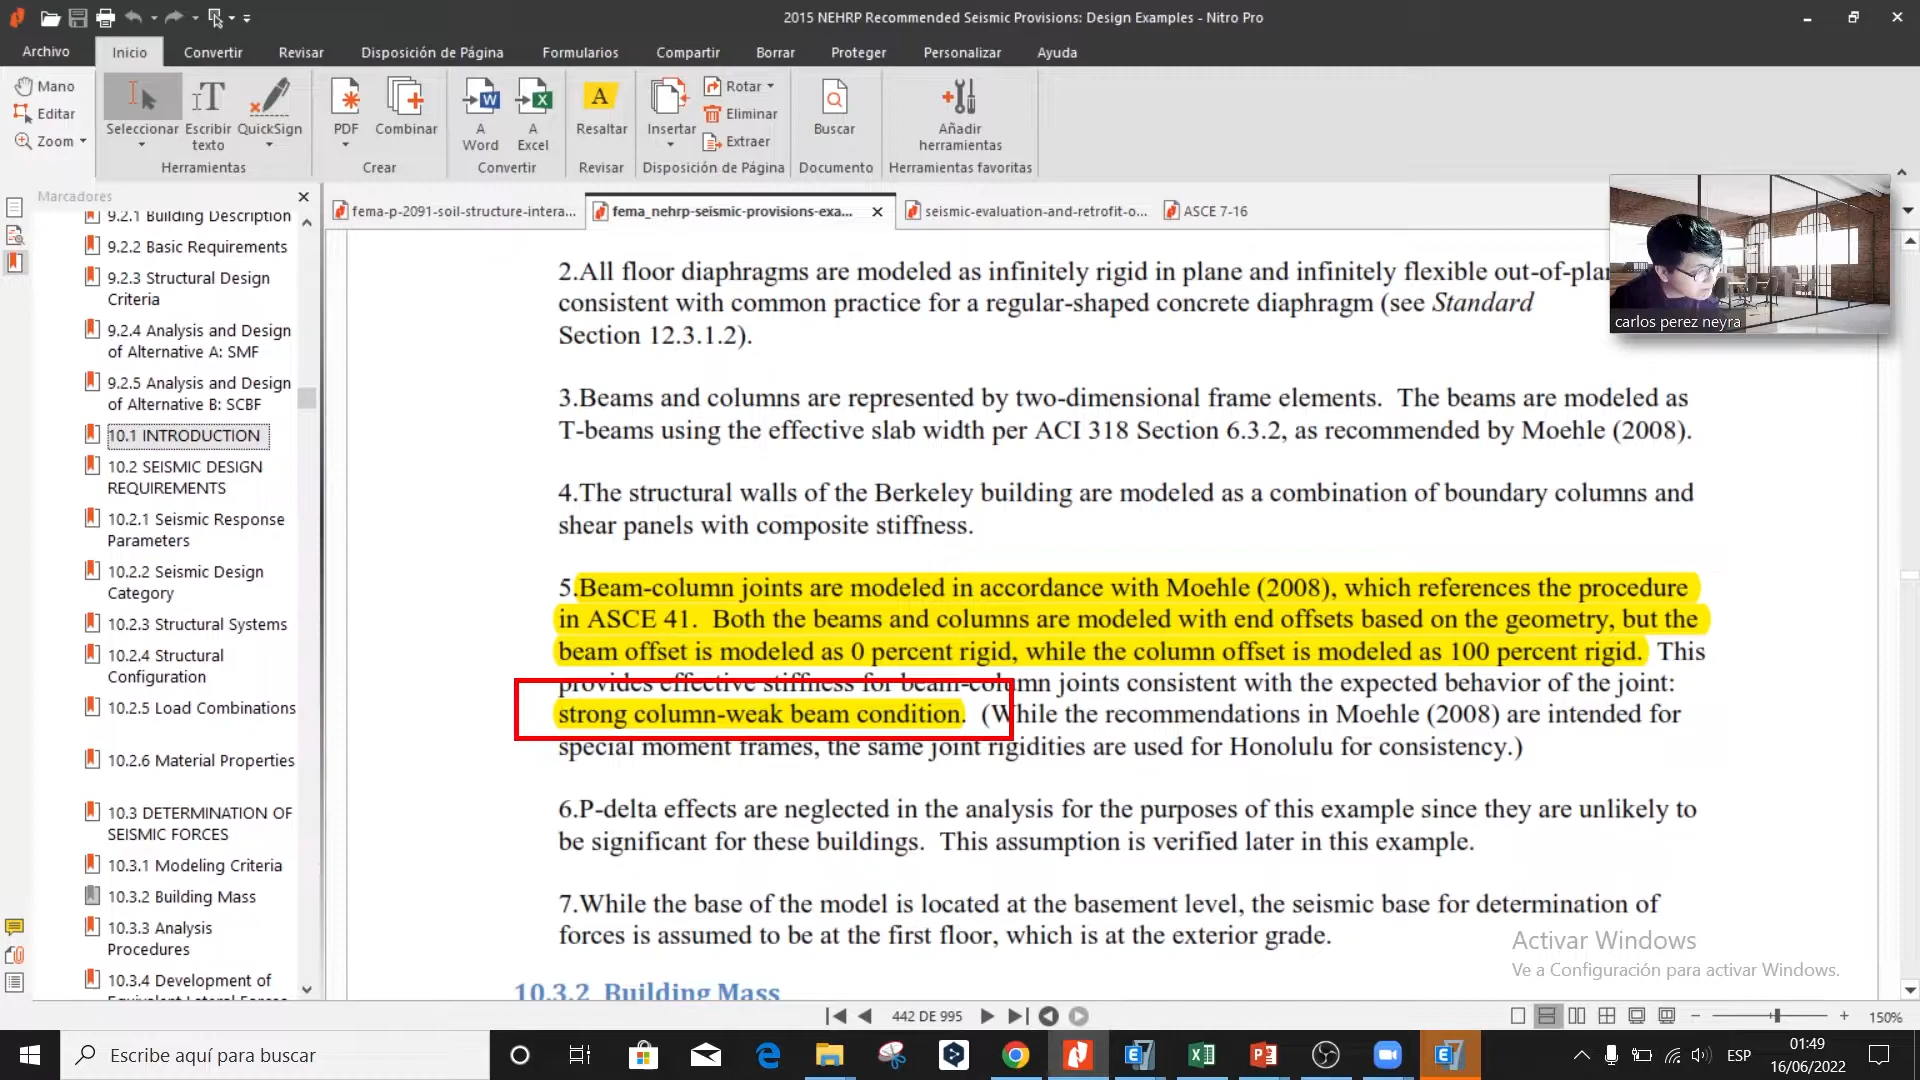 2015 NEHRP Recommended Seismic Provisions: Design Examples - Nitro Pro
Archivo Inicio Convertir Revisar Disposición de Página Formularios Compartir Borrar Proteger Personalizar Ayuda
Mano
Editar
Zoom
Seleccionar
Escribir texto
QuickSign
Herramientas
PDF
Combinar
Crear
A Word
A Excel
Convertir
Resaltar
Revisar
Insertar
Rotar
Eliminar
Extraer
Disposición de Página
Buscar
Documento
Añadir herramientas
Herramientas favoritas
Marcadores
fema-p-2091-soil-structure-intera...
fema_nehrp-seismic-provisions-exa...
seismic-evaluation-and-retrofit-o...
ASCE 7-16
9.2.1 Building Description
9.2.2 Basic Requirements
9.2.3 Structural Design
Criteria
9.2.4 Analysis and Design
of Alternative A: SMF
9.2.5 Analysis and Design
of Alternative B: SCBF
10.1 INTRODUCTION
10.2 SEISMIC DESIGN
REQUIREMENTS
10.2.1 Seismic Response
Parameters
10.2.2 Seismic Design
Category
10.2.3 Structural Systems
10.2.4 Structural
Configuration
10.2.5 Load Combinations
10.2.6 Material Properties
10.3 DETERMINATION OF
SEISMIC FORCES
10.3.1 Modeling Criteria
10.3.2 Building Mass
10.3.3 Analysis
Procedures
10.3.4 Development of
Equivalent Lateral Forces
2.All floor diaphragms are modeled as infinitely rigid in plane and infinitely flexible
consistent with common practice for a regular-shaped concrete diaphragm (see Standard
Section 12.3.1.2).
3.Beams and columns are represented by two-dimensional frame elements. The beams are modeled as
T-beams using the effective slab width per ACI 318 Section 6.3.2, as recommended by Moehle (2008).
4.The structural walls of the Berkeley building are modeled as a combination of boundary columns and
shear panels with composite stiffness.
5.Beam-column joints are modeled in accordance with Moehle (2008), which references the procedure
in ASCE 41. Both the beams and columns are modeled with end offsets based on the geometry, but the
beam offset is modeled as 0 percent rigid, while the column offset is modeled as 100 percent rigid. This
provides effective stiffness for beam-column joints consistent with the expected behavior of the joint:
strong column-weak beam condition. (While the recommendations in Moehle (2008) are intended for
special moment frames, the same joint rigidities are used for Honolulu for consistency.)
6.P-delta effects are neglected in the analysis for the purposes of this example since they are unlikely to
be significant for these buildings. This assumption is verified later in this example.
7.While the base of the model is located at the basement level, the seismic base for determination of
forces is assumed to be at the first floor, which is at the exterior grade.
10.3.2 Building Mass
carlos perez neyra
Activar Windows
Ve a Configuración para activar Windows.
442 DE 995
150%
Escribe aquí para buscar
ESP
01:49
16/06/2022